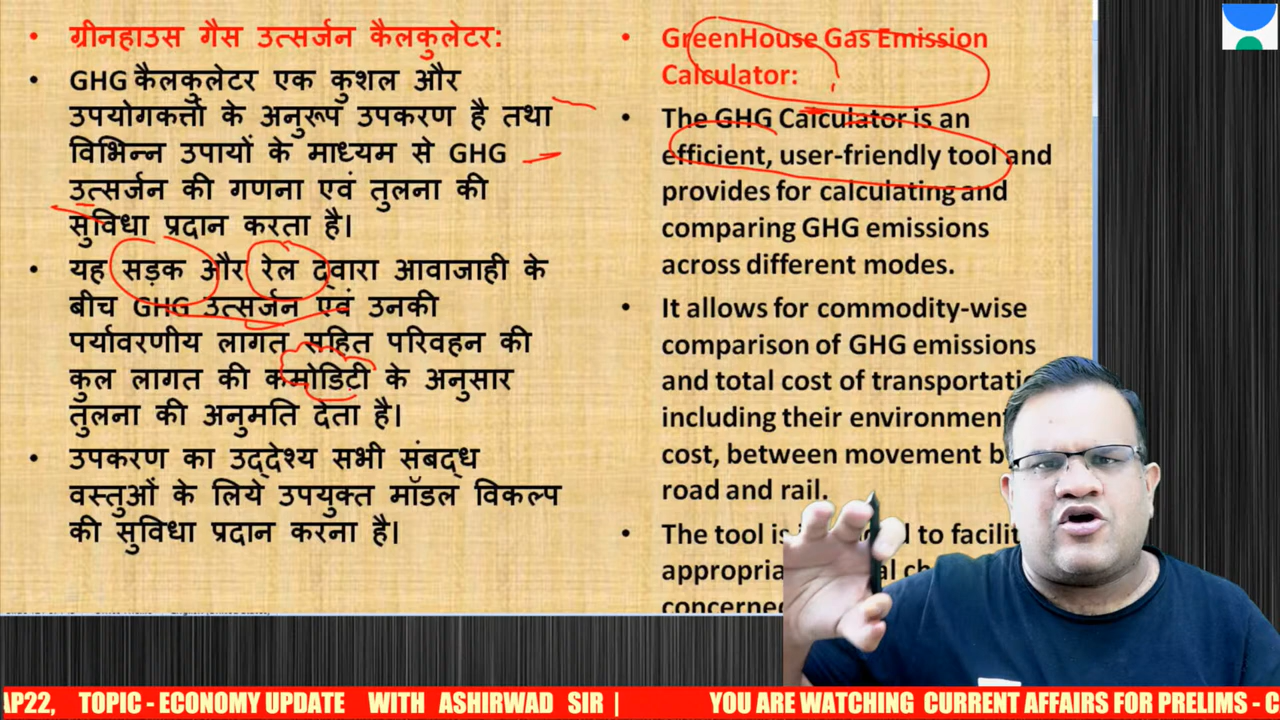 • ग्रीनहाउस गैस उत्सर्जन कैलकुलेटर:
• GHG कैलकुलेटर एक कुशल और
उपयोगकर्त्ता के अनुरूप उपकरण है तथा
विभिन्न उपायों के माध्यम से GHG
उत्सर्जन की गणना एवं तुलना की
सुविधा प्रदान करता है।
• यह सड़क और रेल द्वारा आवाजाही के
बीच GHG उत्सर्जन एवं उनकी
पर्यावरणीय लागत सहित परिवहन की
कुल लागत की कमोडिटी के अनुसार
तुलना की अनुमति देता है।
• उपकरण का उद्देश्य सभी संबद्ध
वस्तुओं के लिये उपयुक्त मॉडल विकल्प
की सुविधा प्रदान करना है।
• GreenHouse Gas Emission
Calculator:
• The GHG Calculator is an
efficient, user-friendly tool and
provides for calculating and
comparing GHG emissions
across different modes.
• It allows for commodity-wise
comparison of GHG emissions
and total cost of transportati
including their environment
cost, between movement b
road and rail.
• The tool is to facilit
appropria al ch
concerne
AP22, TOPIC - ECONOMY UPDATE WITH ASHIRWAD SIR | YOU ARE WATCHING CURRENT AFFAIRS FOR PRELIMS - C